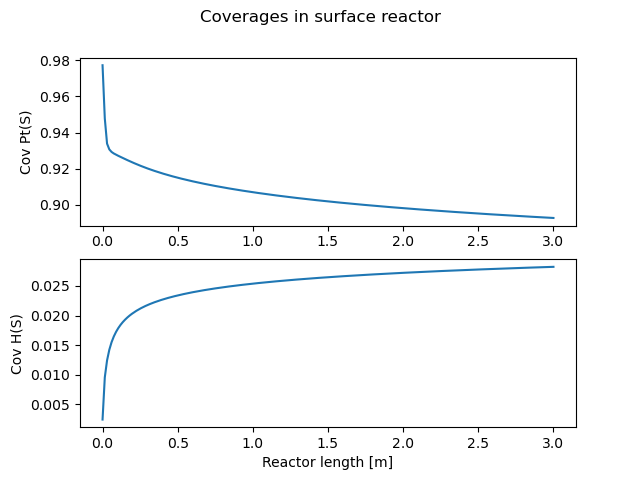 Coverages in surface reactor
0.98
0.96
0.94
0.92
0.90
Cov Pt(S)
0.0 0.5 1.0 1.5 2.0 2.5 3.0
0.025
0.020
0.015
0.010
0.005
Cov H(S)
0.0 0.5 1.0 1.5 2.0 2.5 3.0
Reactor length [m]